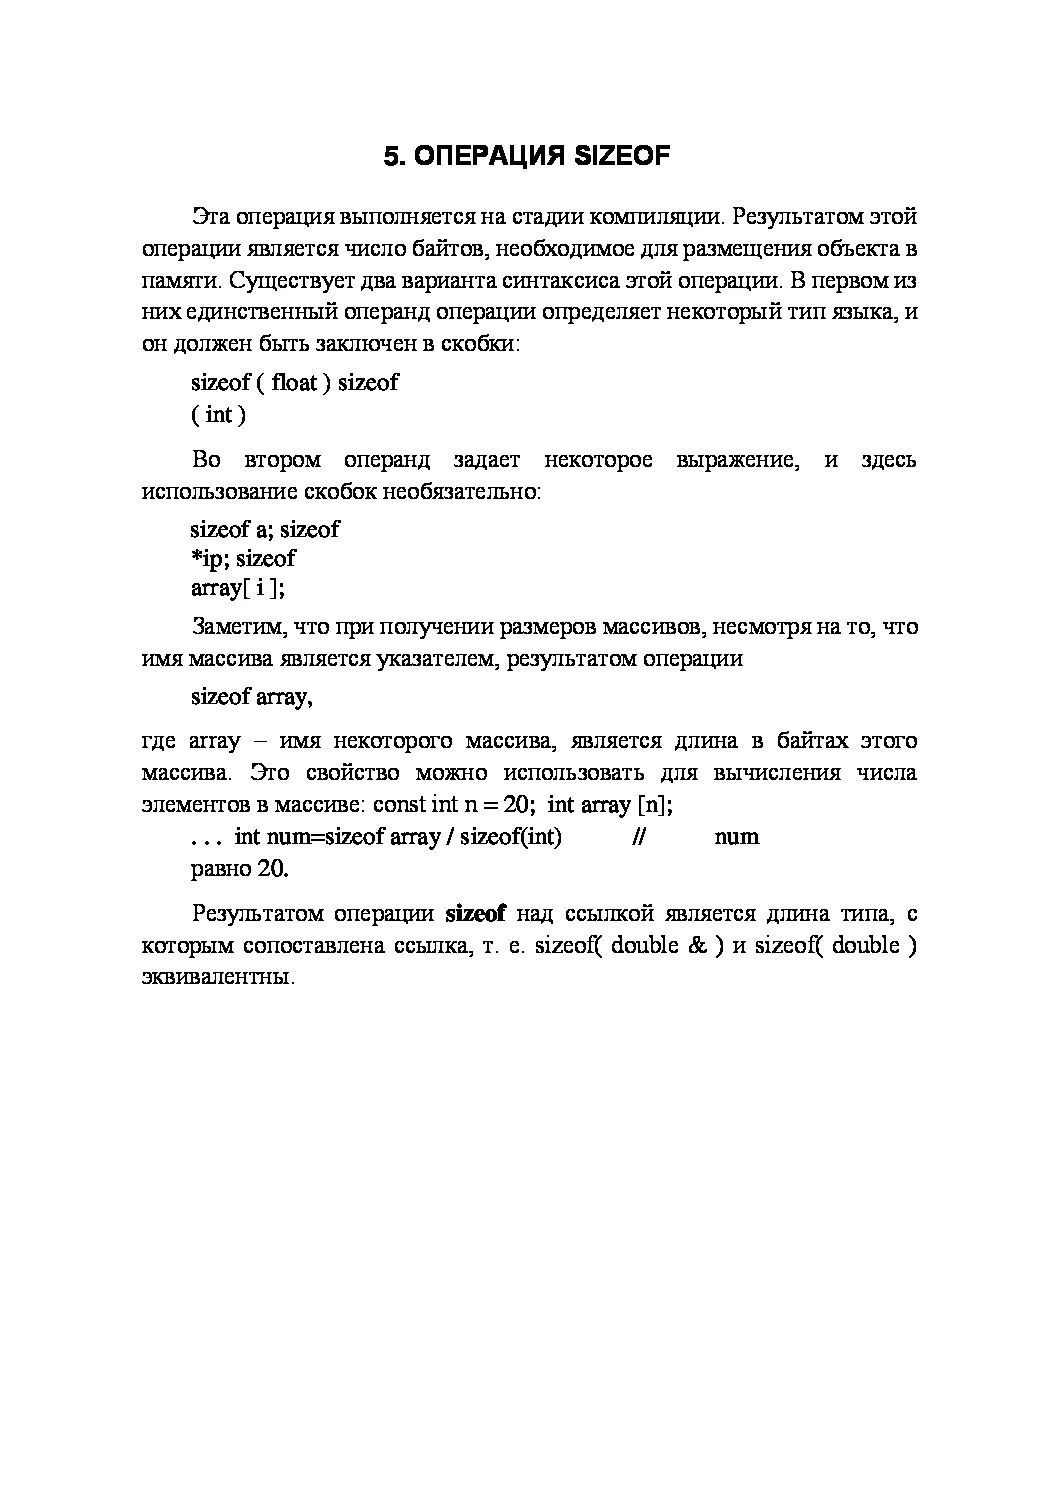 5. ОПЕРАЦИЯ SIZEOF
Эта операция выполняется на стадии компиляции. Результатом этой
операции является число байтов, необходимое для размещения объекта в
памяти. Существует два варианта синтаксиса этой операции. В первом из
них единственный операнд операции определяет некоторый тип языка, и
он должен быть заключен в скобки:
sizeof ( float ) sizeof
( int )
Во втором операнд задает некоторое выражение, и здесь
использование скобок необязательно:
sizeof a; sizeof
*ip; sizeof
array[ i ];
Заметим, что при получении размеров массивов, несмотря на то, что
имя массива является указателем, результатом операции
sizeof array,
где array – имя некоторого массива, является длина в байтах этого
массива. Это свойство можно использовать для вычисления числа
элементов в массиве: const int n = 20; int array [n];
. . . int num=sizeof array / sizeof(int) // num
равно 20.
Результатом операции sizeof над ссылкой является длина типа, с
которым сопоставлена ссылка, т. е. sizeof( double & ) и sizeof( double )
эквивалентны.